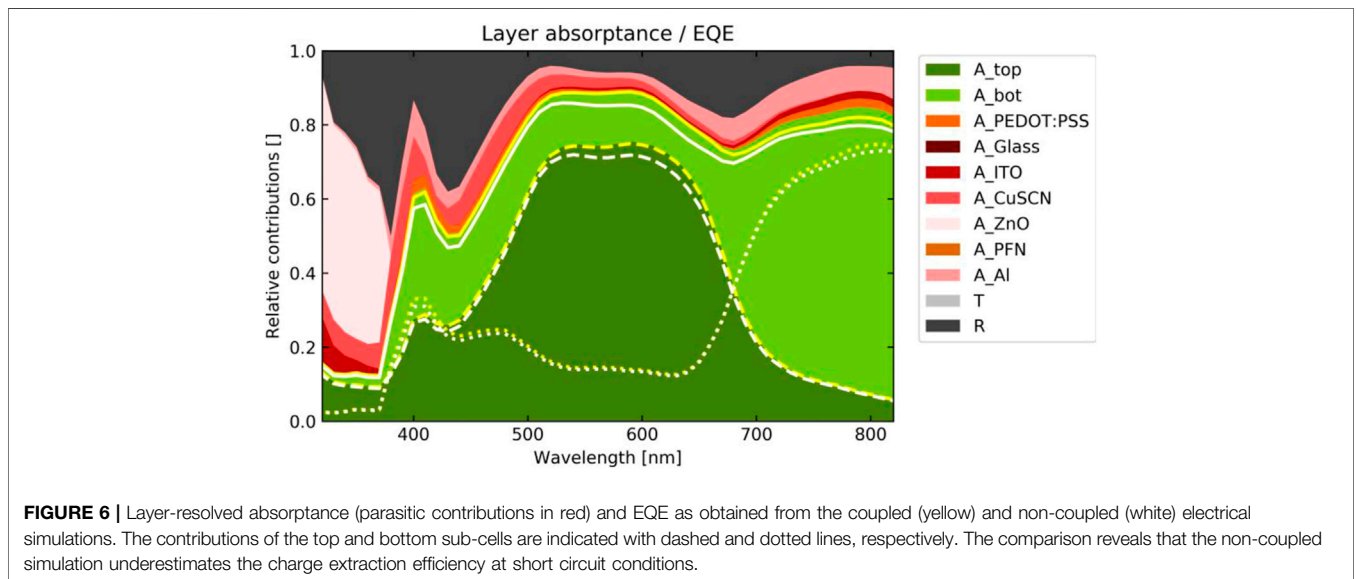 Layer absorptance / EQE
1.0
0.8
0.6
0.4
0.2
0.0
Relative contributions []
400
500
600
700
800
Wavelength [nm]
A_top
A_bot
A_PEDOT:PSS
A_Glass
A_ITO
A_CuSCN
A_ZnO
A_PFN
A_Al
T
R
FIGURE 6 | Layer-resolved absorptance (parasitic contributions in red) and EQE as obtained from the coupled (yellow) and non-coupled (white) electrical
simulations. The contributions of the top and bottom sub-cells are indicated with dashed and dotted lines, respectively. The comparison reveals that the non-coupled
simulation underestimates the charge extraction efficiency at short circuit conditions.